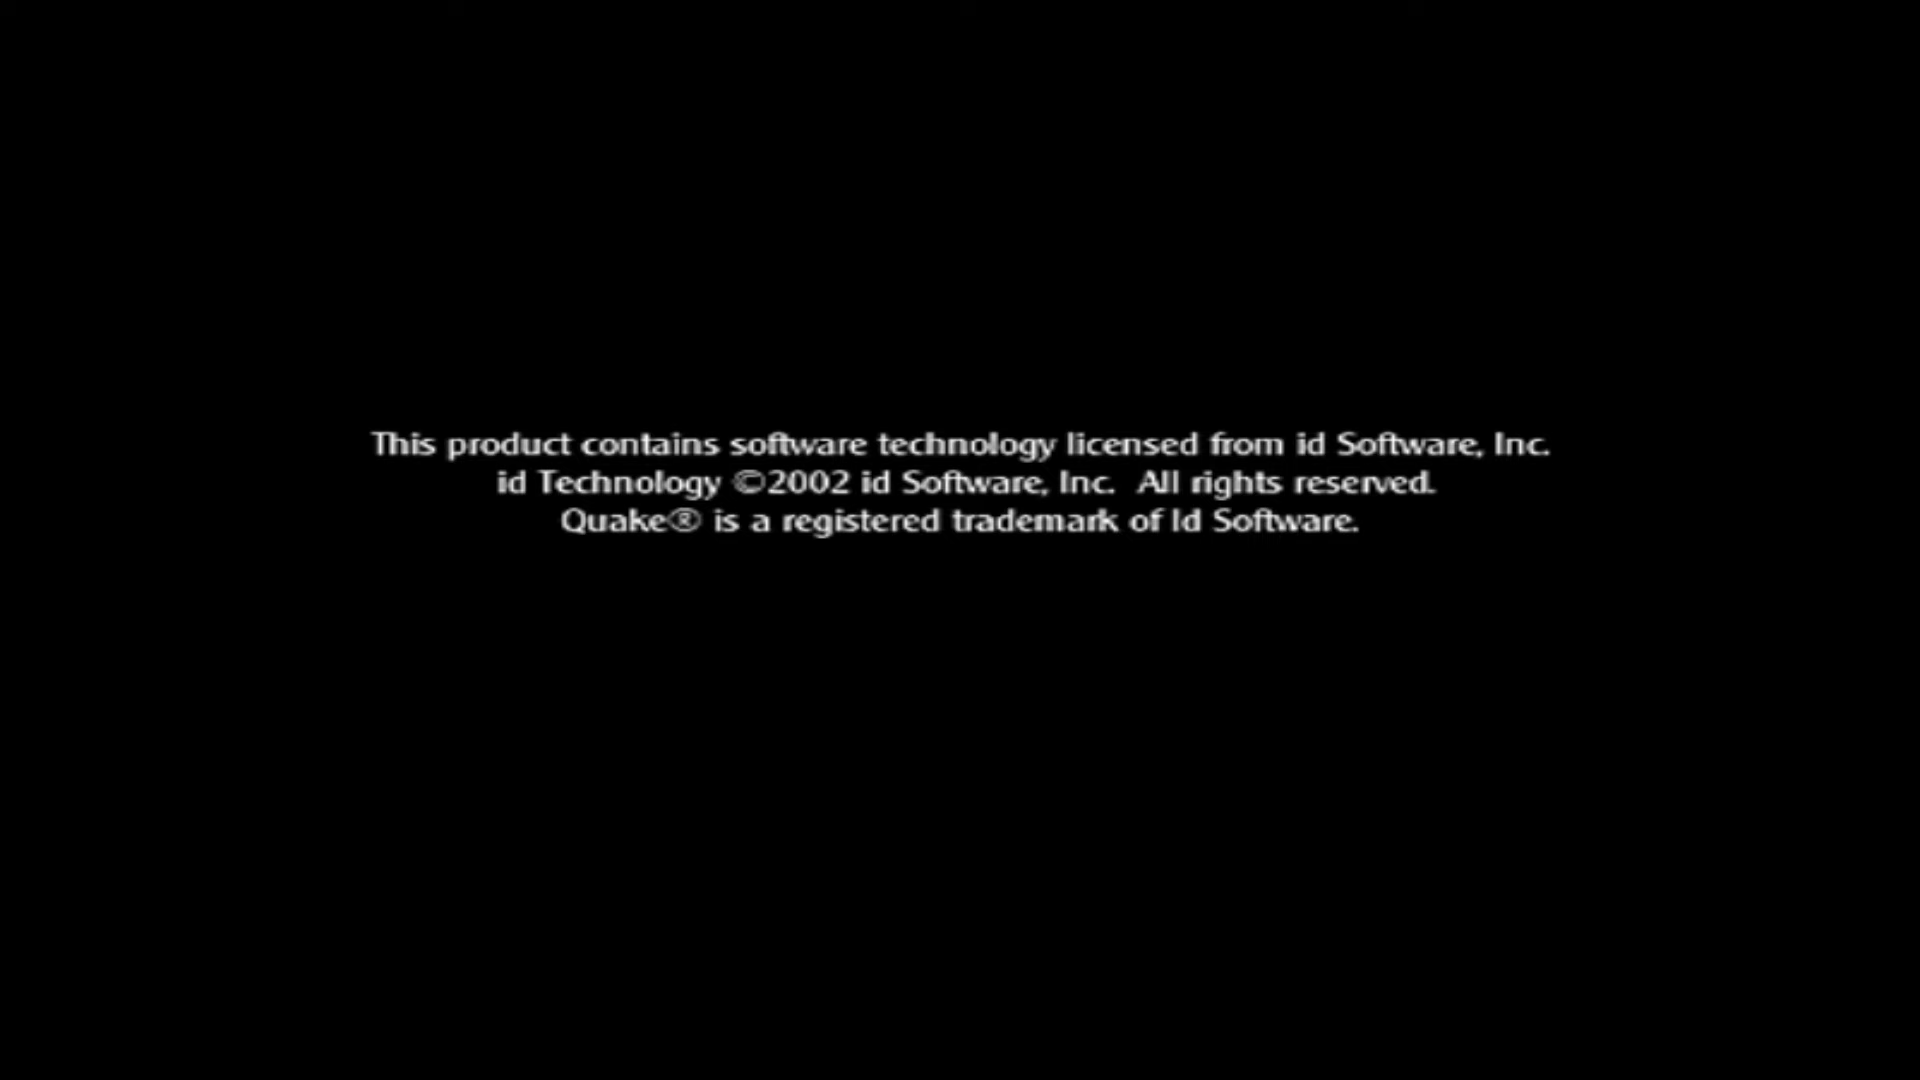 This product contains software technology licensed from id Software, Inc.
id Technology ©2002 id Software, Inc.  All rights reserved.
Quake® is a registered trademark of Id Software.